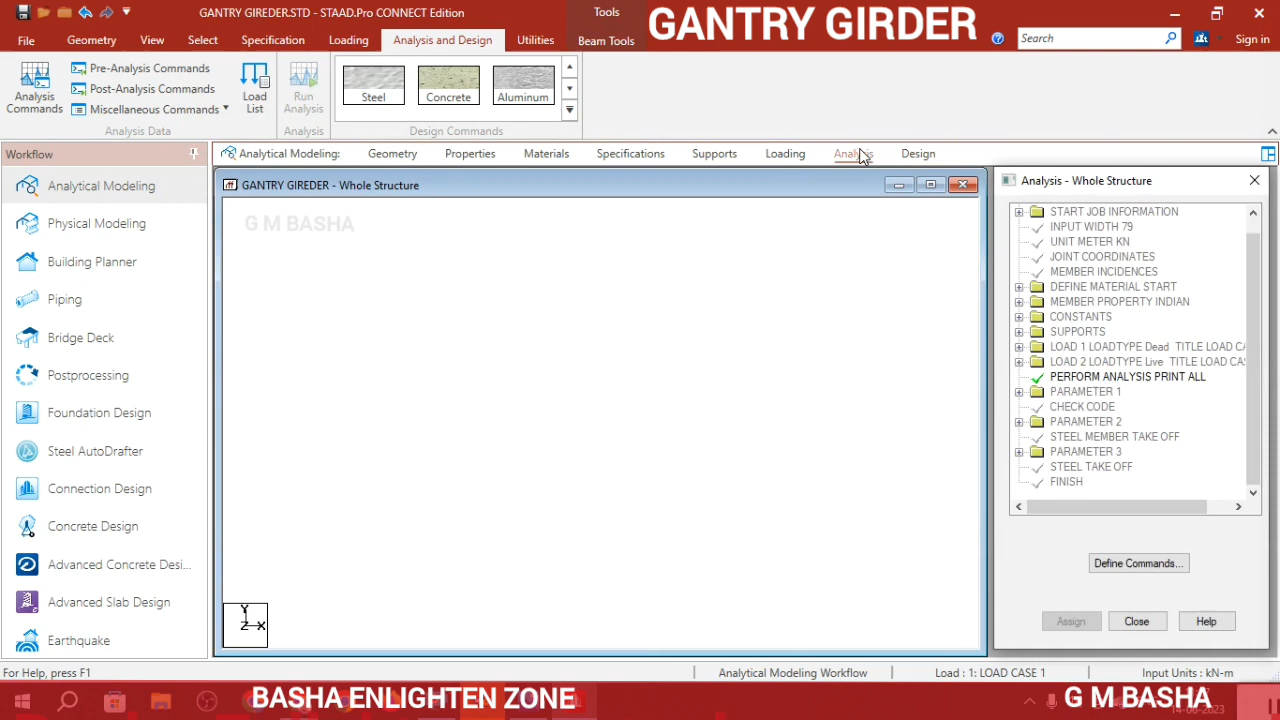 GANTRY GIREDER.STD - STAAD.Pro CONNECT Edition
Tools
GANTRY GIRDER
File
Geometry
View
Select
Specification
Loading
Analysis and Design
Utilities
Beam Tools
Search
Sign in
Analysis
Commands
Pre-Analysis Commands
Post-Analysis Commands
Miscellaneous Commands
Load
List
Run
Analysis
Steel
Concrete
Aluminum
Analysis Data
Analysis
Design Commands
Workflow
Analytical Modeling:
Geometry
Properties
Materials
Specifications
Supports
Loading
Analysis
Design
Analytical Modeling
Physical Modeling
Building Planner
Piping
Bridge Deck
Postprocessing
Foundation Design
Steel AutoDrafter
Connection Design
Concrete Design
Advanced Concrete Desi...
Advanced Slab Design
Earthquake
GANTRY GIREDER - Whole Structure
G M BASHA
Y
Z X
Analysis - Whole Structure
START JOB INFORMATION
INPUT WIDTH 79
UNIT METER KN
JOINT COORDINATES
MEMBER INCIDENCES
DEFINE MATERIAL START
MEMBER PROPERTY INDIAN
CONSTANTS
SUPPORTS
LOAD 1 LOADTYPE Dead TITLE LOAD CA
LOAD 2 LOADTYPE Live TITLE LOAD CAS
PERFORM ANALYSIS PRINT ALL
PARAMETER 1
CHECK CODE
PARAMETER 2
STEEL MEMBER TAKE OFF
PARAMETER 3
STEEL TAKE OFF
FINISH
Define Commands...
Assign
Close
Help
For Help, press F1
Analytical Modeling Workflow
Load : 1: LOAD CASE 1
Input Units : kN-m
BASHA ENLIGHTEN ZONE
G M BASHA